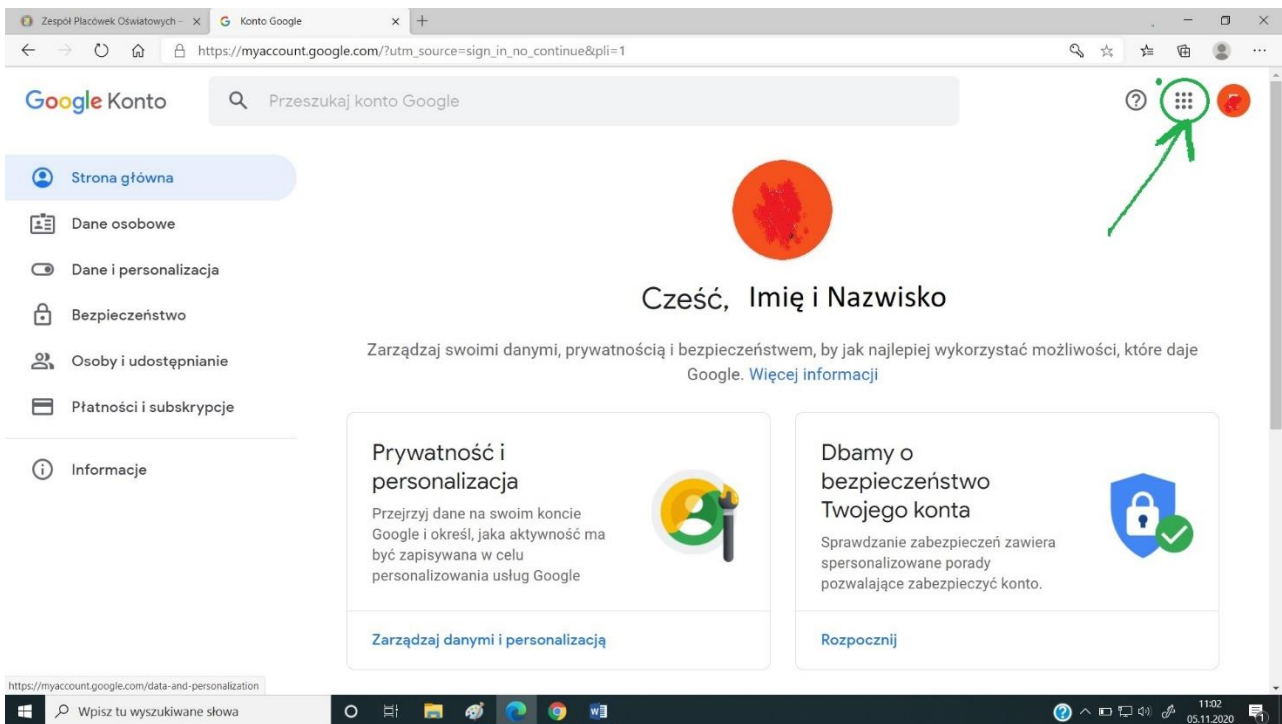 Zespół Placówek Oświatowych –
Konto Google
https://myaccount.google.com/?utm_source=sign_in_no_continue&pli=1
Google Konto
Przeszukaj konto Google
Strona główna
Dane osobowe
Dane i personalizacja
Bezpieczeństwo
Osoby i udostępnianie
Płatności i subskrypcje
Informacje
Cześć, Imię i Nazwisko
Zarządzaj swoimi danymi, prywatnością i bezpieczeństwem, by jak najlepiej wykorzystać możliwości, które daje
Google. Więcej informacji
Prywatność i
personalizacja
Przejrzyj dane na swoim koncie
Google i określ, jaka aktywność ma
być zapisywana w celu
personalizowania usług Google
Zarządzaj danymi i personalizacją
Dbamy o
bezpieczeństwo
Twojego konta
Sprawdzanie zabezpieczeń zawiera
spersonalizowane porady
pozwalające zabezpieczyć konto.
Rozpocznij
https://myaccount.google.com/data-and-personalization
Wpisz tu wyszukiwane słowa
11:02
05.11.2020